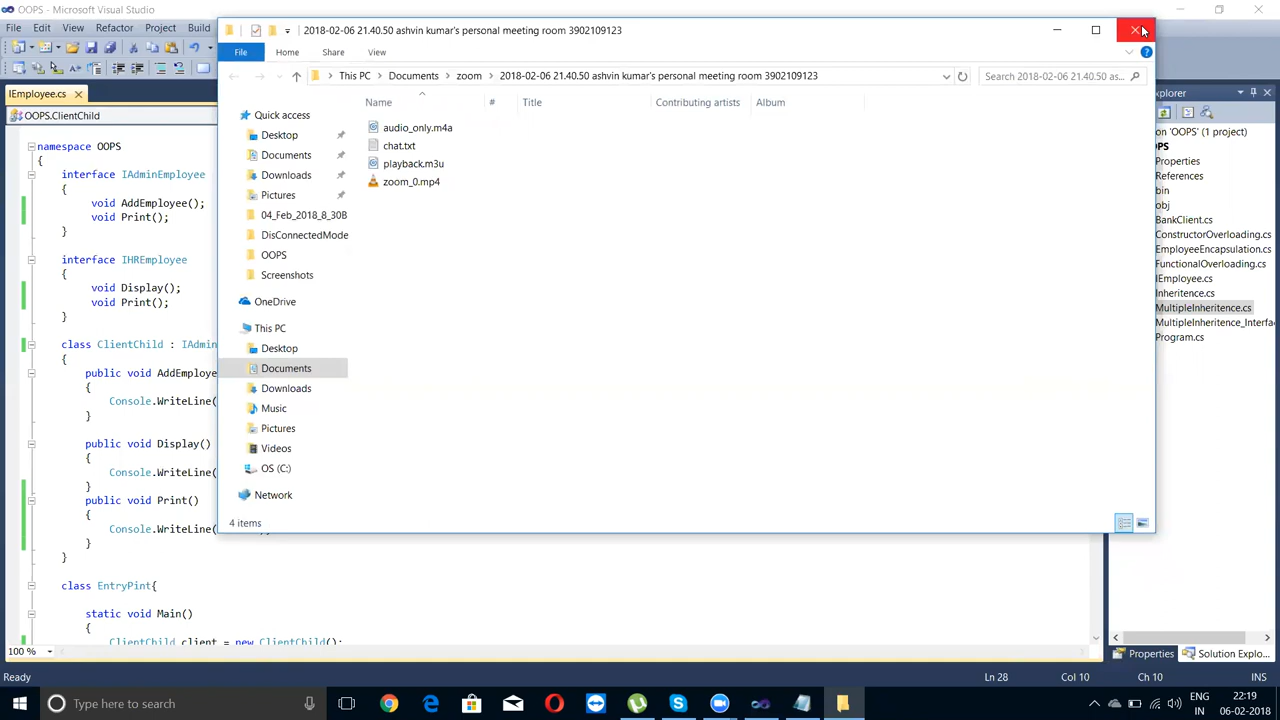 OOPS - Microsoft Visual Studio
File Edit View Refactor Project Build
IEmployee.cs
OOPS.ClientChild
namespace OOPS
{
interface IAdminEmployee
{
void AddEmployee();
void Print();
}
interface IHREmployee
{
void Display();
void Print();
}
class ClientChild : IAdmin
{
public void AddEmploye
{
Console.WriteLine(
}
public void Display()
{
Console.WriteLine(
}
public void Print()
{
Console.WriteLine(
}
}
class EntryPint{
static void Main()
{
ClientChild client = new ClientChild();
100 %
Ready
2018-02-06 21.40.50 ashvin kumar's personal meeting room 3902109123
File Home Share View
This PC > Documents > zoom > 2018-02-06 21.40.50 ashvin kumar's personal meeting room 3902109123
Search 2018-02-06 21.40.50 as...
Name # Title Contributing artists Album
audio_only.m4a
chat.txt
playback.m3u
zoom_0.mp4
Quick access
Desktop
Documents
Downloads
Pictures
04_Feb_2018_8_30B
DisConnectedMode
OOPS
Screenshots
OneDrive
This PC
Desktop
Documents
Downloads
Music
Pictures
Videos
OS (C:)
Network
4 items
xplorer
on 'OOPS' (1 project)
PS
Properties
References
bin
obj
BankClient.cs
ConstructorOverloading.cs
EmployeeEncapsulation.cs
FunctionalOverloading.cs
IEmployee.cs
Inheritence.cs
MultipleInheritence.cs
MultipleInheritence_Interfa
Program.cs
Properties Solution Explo...
Ln 28 Col 10 Ch 10 INS
Type here to search
ENG
IN
22:19
06-02-2018